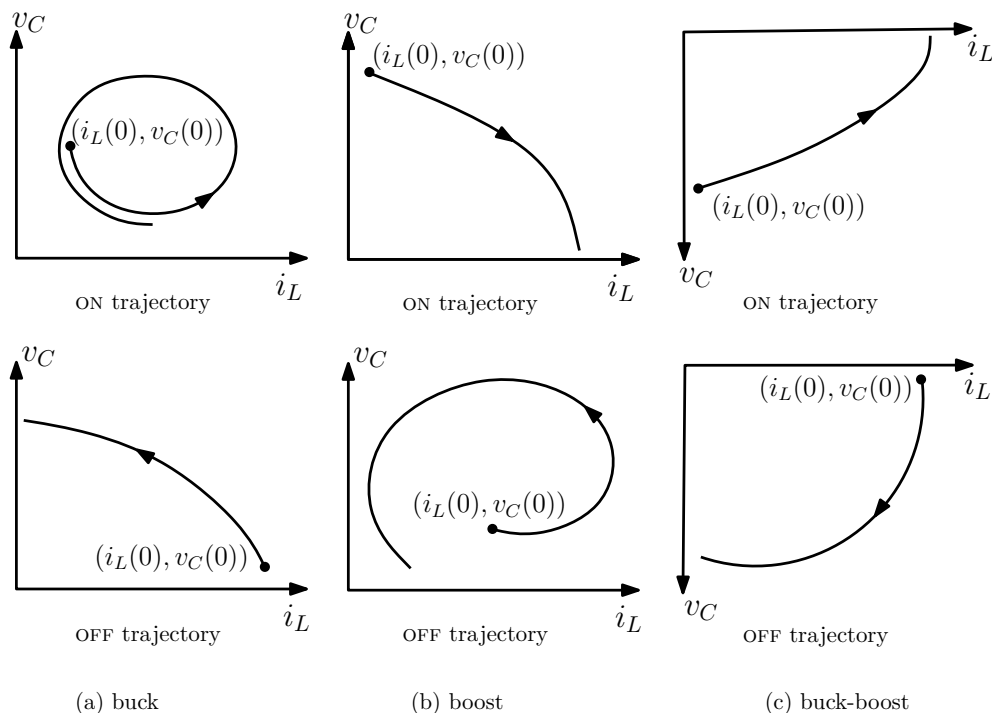 v_C
(i_L(0), v_C(0))
i_L
ON trajectory
v_C
(i_L(0), v_C(0))
i_L
ON trajectory
i_L
(i_L(0), v_C(0))
v_C
ON trajectory
v_C
(i_L(0), v_C(0))
i_L
OFF trajectory
v_C
(i_L(0), v_C(0))
i_L
OFF trajectory
(i_L(0), v_C(0))
i_L
v_C
OFF trajectory
(a) buck
(b) boost
(c) buck-boost